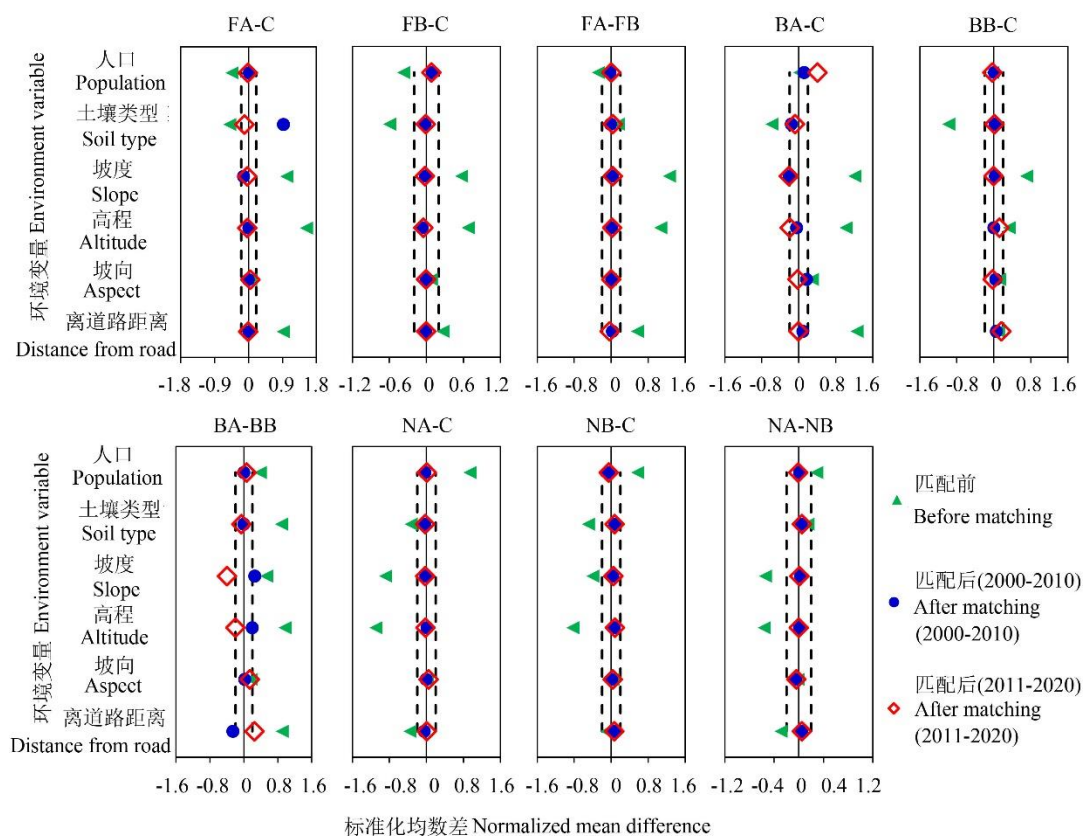 FA-C
FB-C
FA-FB
BA-C
BB-C
环境变量 Environment variable
人口
Population
土壤类型
Soil type
坡度
Slope
高程
Altitude
坡向
Aspect
离道路距离
Distance from road
-1.8 -0.9 0 0.9 1.8
-1.2 -0.6 0 0.6 1.2
-1.6 -0.8 0 0.8 1.6
-1.6 -0.8 0 0.8 1.6
-1.6 -0.8 0 0.8 1.6
BA-BB
NA-C
NB-C
NA-NB
环境变量 Environment variable
人口
Population
土壤类型
Soil type
坡度
Slope
高程
Altitude
坡向
Aspect
离道路距离
Distance from road
-1.6 -0.8 0 0.8 1.6
-1.6 -0.8 0 0.8 1.6
-1.6 -0.8 0 0.8 1.6
-1.2 -0.6 0 0.6 1.2
匹配前
Before matching
匹配后(2000-2010)
After matching
(2000-2010)
匹配后(2011-2020)
After matching
(2011-2020)
标准化均数差 Normalized mean difference